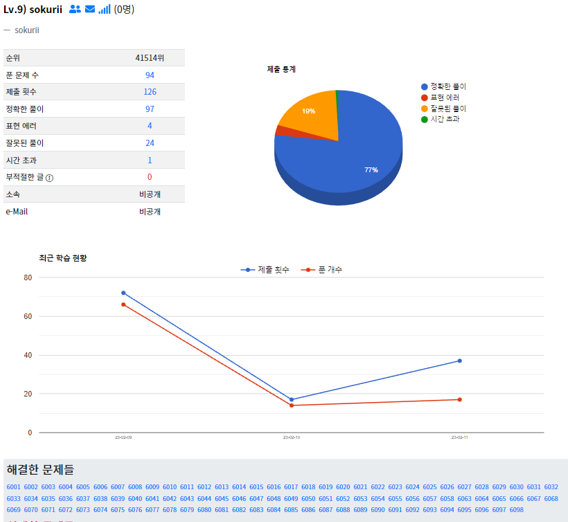 Lv.9) sokurii (0명)
— sokurii
순위 41514위
푼 문제 수 94
제출 횟수 126
정확한 풀이 97
표현 에러 4
잘못된 풀이 24
시간 초과 1
부적절한 글 0
소속 비공개
e-Mail 비공개
제출 통계
19%
77%
정확한 풀이
표현 에러
잘못된 풀이
시간 초과
최근 학습 현황
제출 횟수 푼 개수
80
60
40
20
0
해결한 문제들
6001 6002 6003 6004 6005 6006 6007 6008 6009 6010 6011 6012 6013 6014 6015 6016 6017 6018 6019 6020 6021 6022 6023 6024 6025 6026 6027 6028 6029 6030 6031 6032
6033 6034 6035 6036 6037 6038 6039 6040 6041 6042 6043 6044 6045 6046 6047 6048 6049 6050 6051 6052 6053 6054 6055 6056 6057 6058 6063 6064 6065 6066 6067 6068
6069 6070 6071 6072 6073 6074 6075 6076 6077 6078 6079 6080 6081 6082 6083 6084 6085 6086 6087 6088 6089 6090 6091 6092 6093 6094 6095 6096 6097 6098